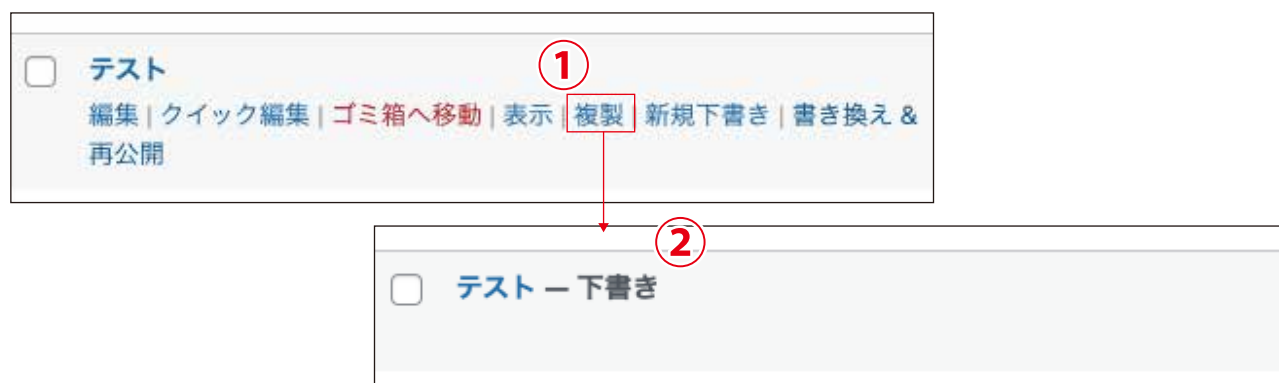 ①
テスト
編集 | クイック編集 | ゴミ箱へ移動 | 表示 | 複製 | 新規下書き | 書き換え &
再公開
②
テスト — 下書き